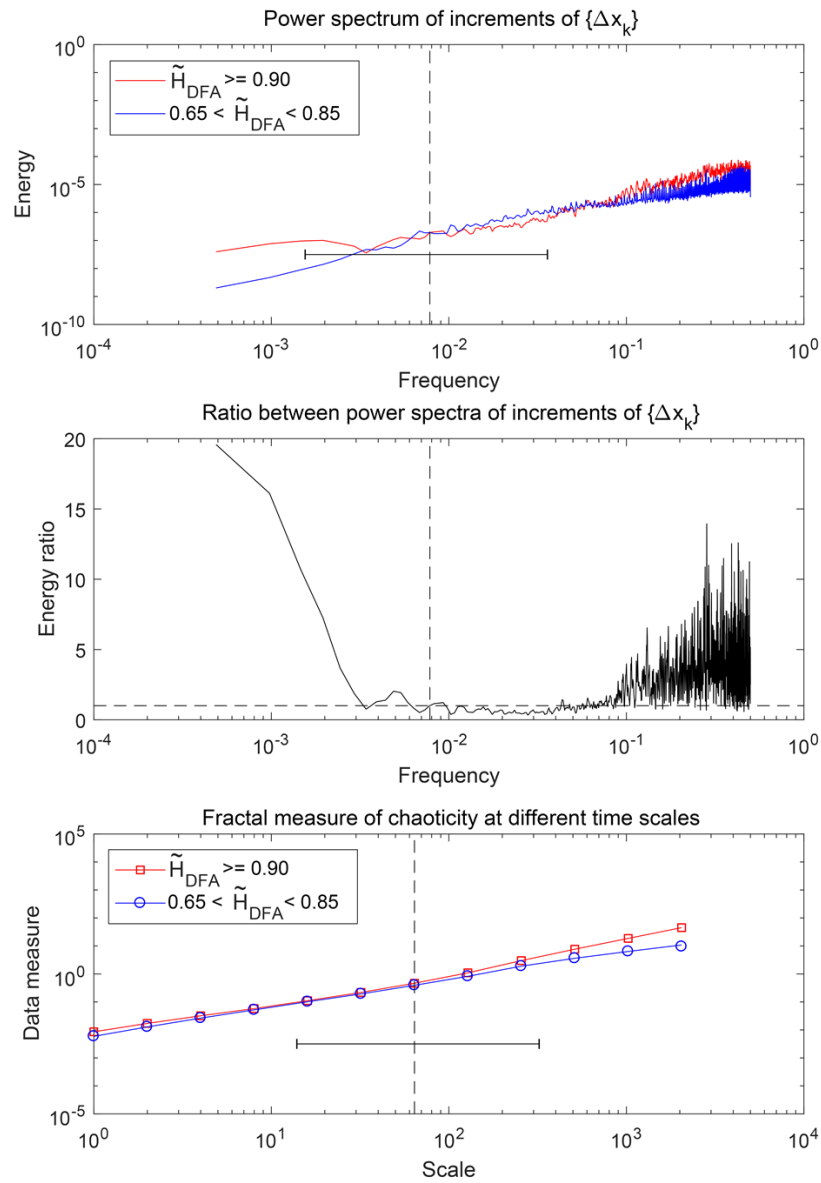 Power spectrum of increments of {Δx_k}
10^0
10^-5
10^-10
Energy
H̃_DFA >= 0.90
0.65 < H̃_DFA < 0.85
10^-4 10^-3 10^-2 10^-1 10^0
Frequency
Ratio between power spectra of increments of {Δx_k}
20
15
10
5
0
Energy ratio
10^-4 10^-3 10^-2 10^-1 10^0
Frequency
Fractal measure of chaoticity at different time scales
10^5
10^0
10^-5
Data measure
H̃_DFA >= 0.90
0.65 < H̃_DFA < 0.85
10^0 10^1 10^2 10^3 10^4
Scale